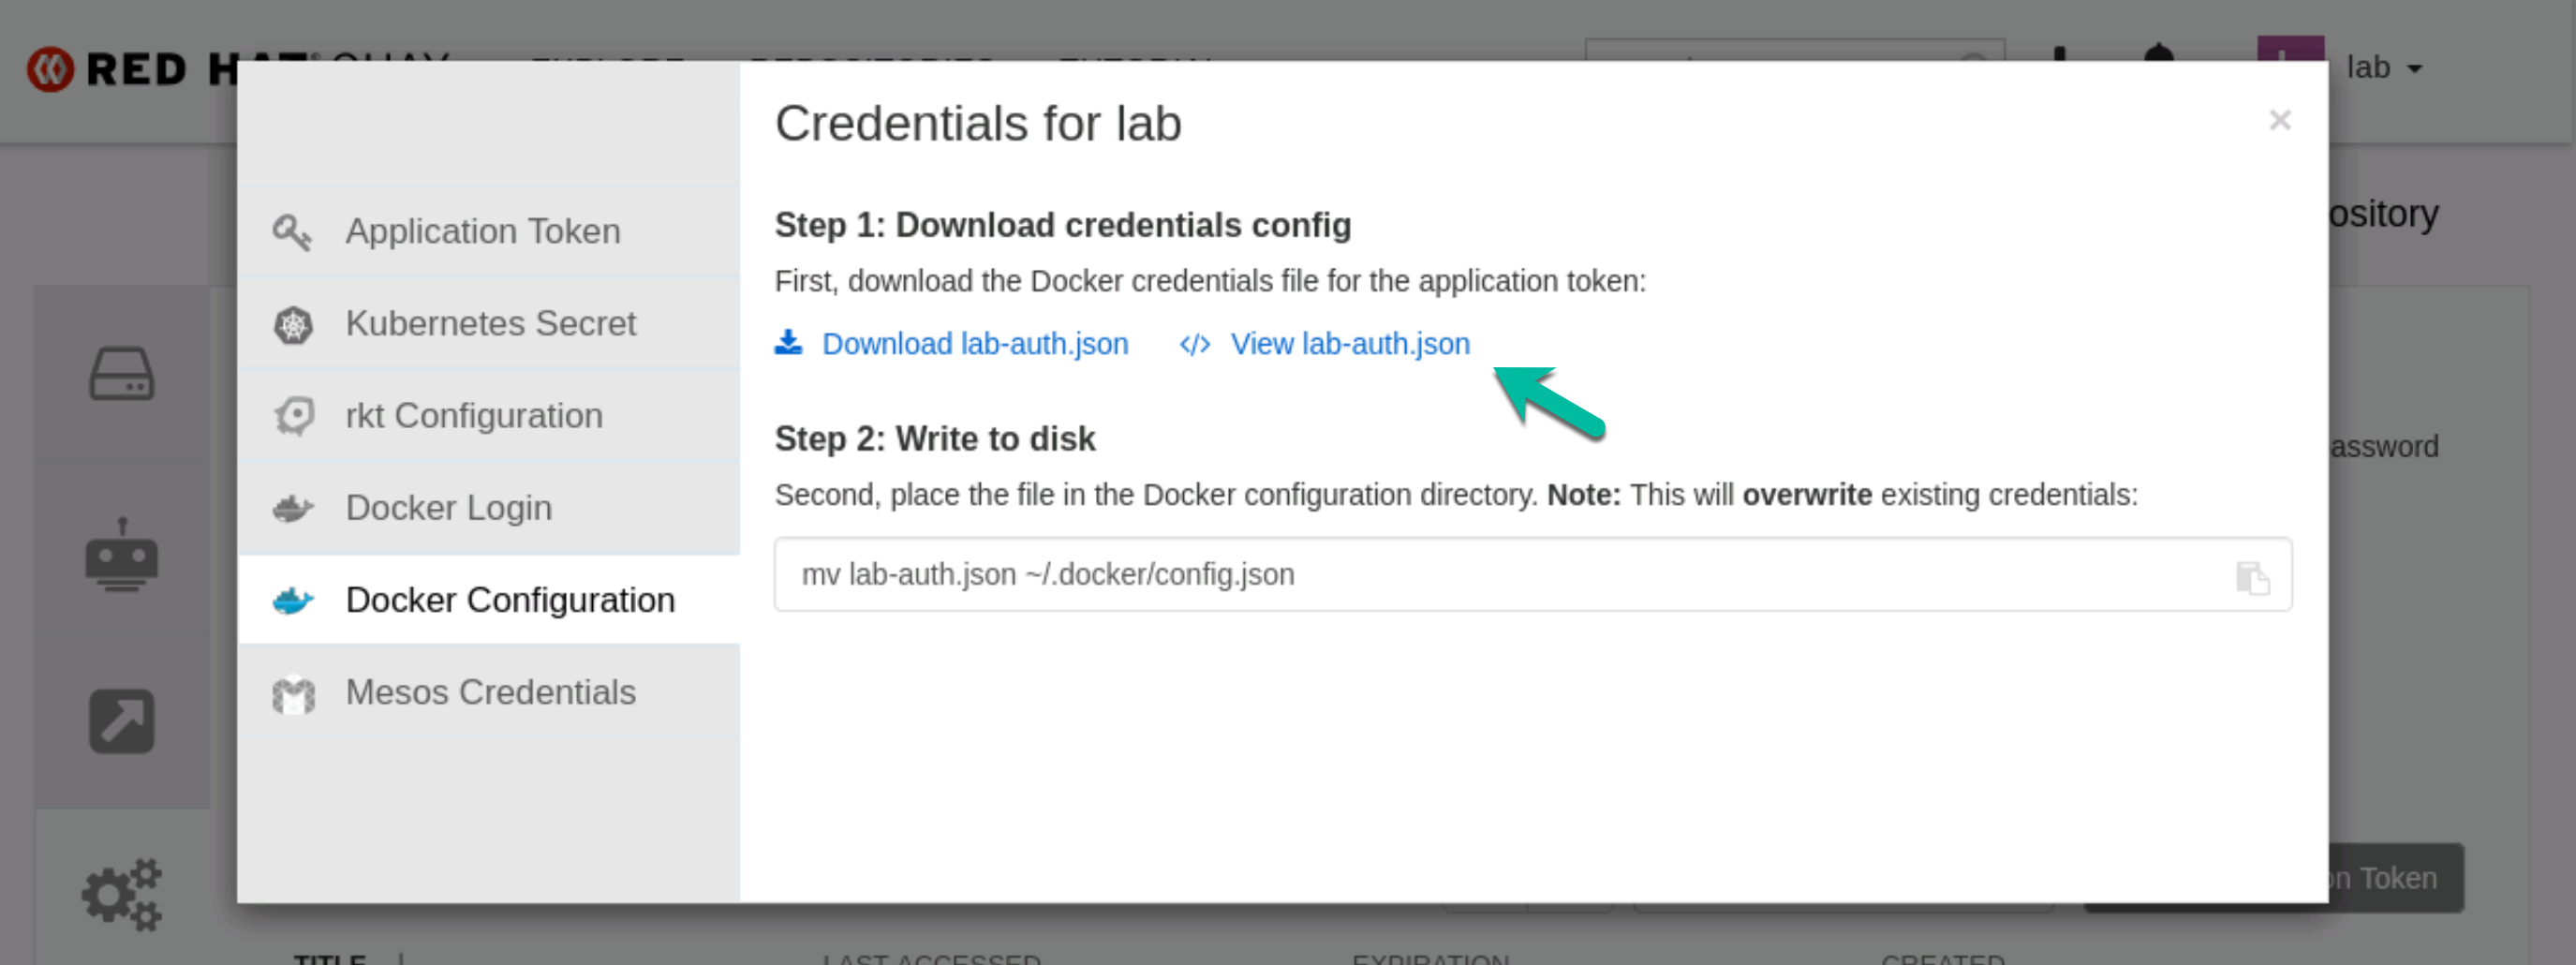 RED HAT QUAY
lab
Credentials for lab
×
Application Token
Kubernetes Secret
rkt Configuration
Docker Login
Docker Configuration
Mesos Credentials
Step 1: Download credentials config
First, download the Docker credentials file for the application token:
Download lab-auth.json </> View lab-auth.json
Step 2: Write to disk
Second, place the file in the Docker configuration directory. Note: This will overwrite existing credentials:
mv lab-auth.json ~/.docker/config.json
ository
assword
on Token
TITLE LAST ACCESSED EXPIRATION CREATED